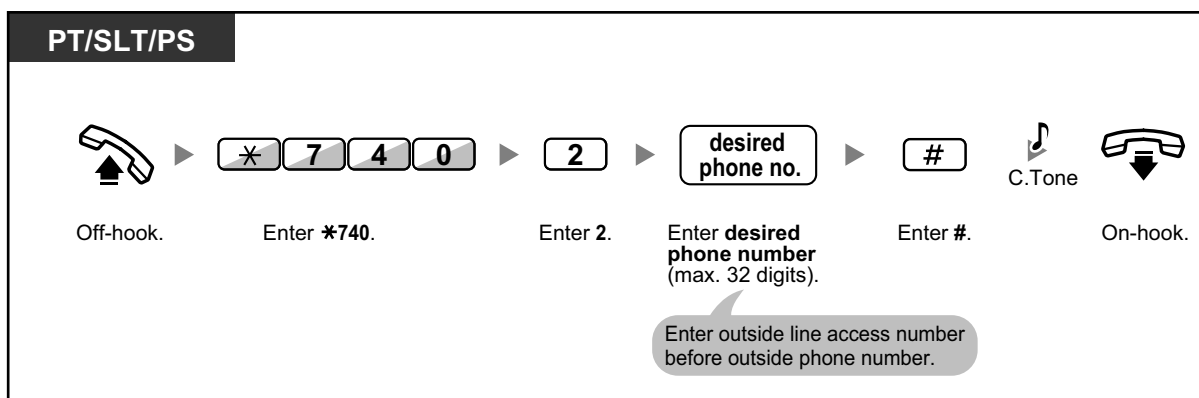 PT/SLT/PS
* 7 4 0
2
desired
phone no.
#
C.Tone
Off-hook.
Enter *740.
Enter 2.
Enter desired
phone number
(max. 32 digits).
Enter #.
On-hook.
Enter outside line access number
before outside phone number.